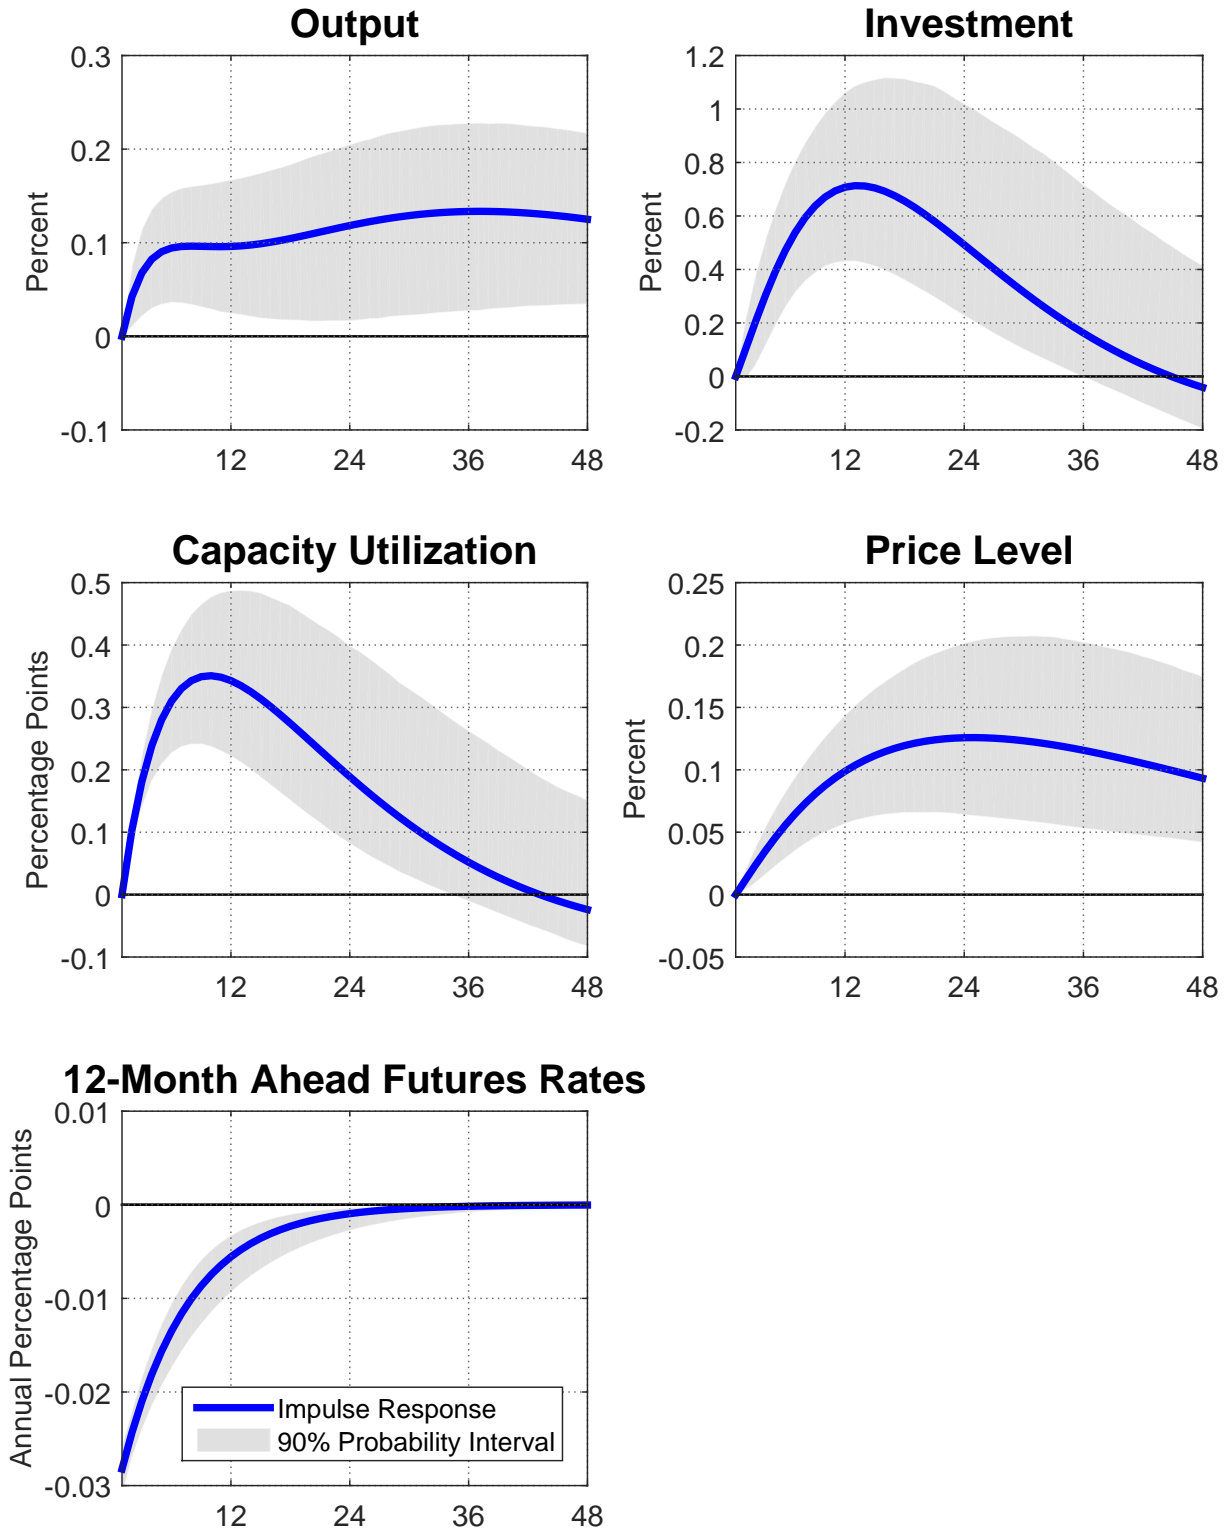 Output
0.3
0.2
0.1
0
-0.1
Percent
12 24 36 48
Investment
1.2
1
0.8
0.6
0.4
0.2
0
-0.2
Percent
12 24 36 48
Capacity Utilization
0.5
0.4
0.3
0.2
0.1
0
-0.1
Percentage Points
12 24 36 48
Price Level
0.25
0.2
0.15
0.1
0.05
0
-0.05
Percent
12 24 36 48
12-Month Ahead Futures Rates
0.01
0
-0.01
-0.02
-0.03
Annual Percentage Points
Impulse Response
90% Probability Interval
12 24 36 48